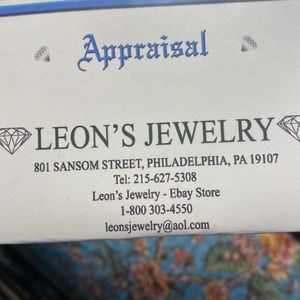 Appraisal
LEON'S JEWELRY
801 SANSOM STREET, PHILADELPHIA, PA 19107
Tel: 215-627-5308
Leon's Jewelry - Ebay Store
1-800 303-4550
leonsjewelry@aol.com